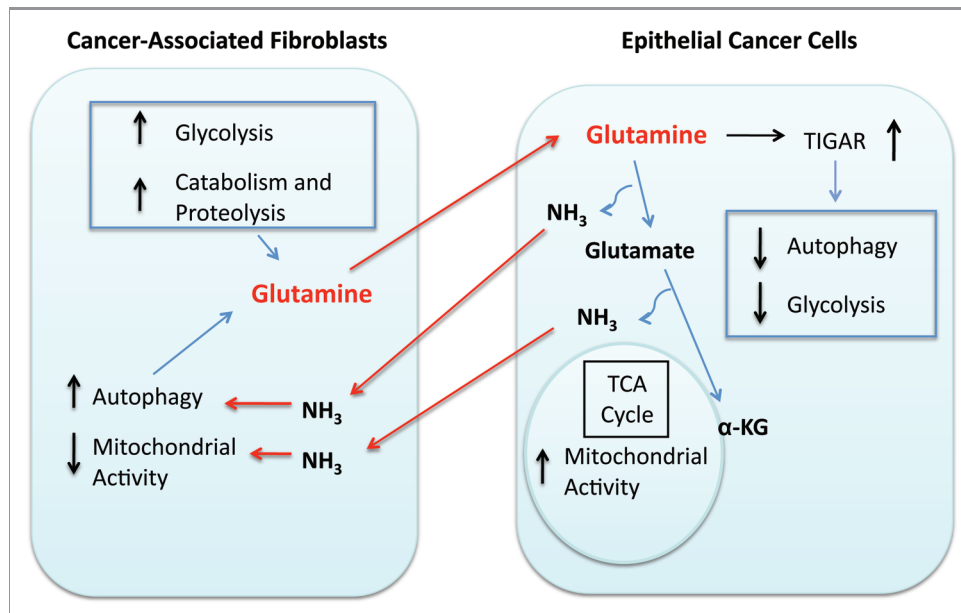 Cancer-Associated Fibroblasts
Epithelial Cancer Cells
Glycolysis
Catabolism and
Proteolysis
Glutamine
Autophagy
NH₃
Mitochondrial
Activity
NH₃
Glutamine
TIGAR
NH₃
Glutamate
Autophagy
Glycolysis
NH₃
TCA
Cycle
α-KG
Mitochondrial
Activity